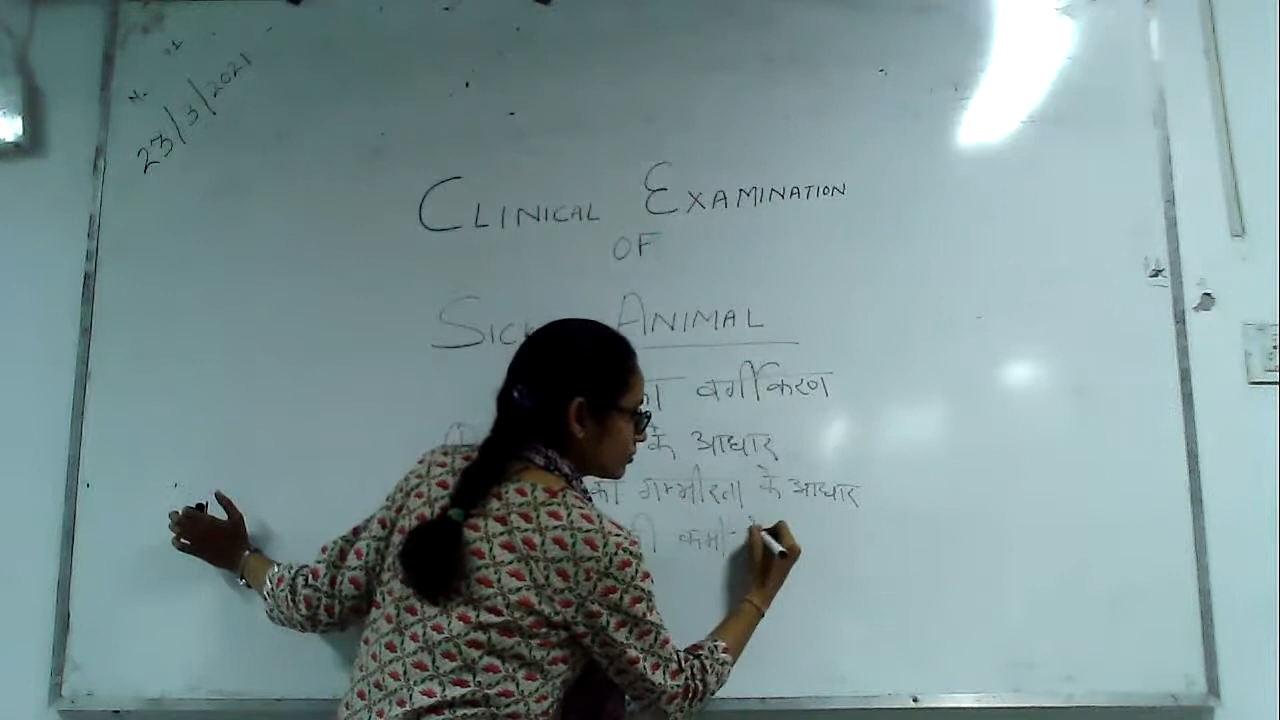 23/3/2021
CLINICAL EXAMINATION
OF
SICK ANIMAL
का वर्गीकरण
के आधार
की गम्भीरता के आधार
की